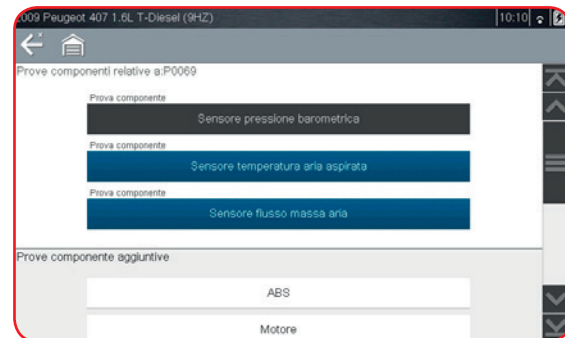 2009 Peugeot 407 1.6L T-Diesel (9HZ) 10:10
Prove componenti relative a:P0069
Prova componente
Sensore pressione barometrica
Prova componente
Sensore temperatura aria aspirata
Prova componente
Sensore flusso massa aria
Prove componente aggiuntive
ABS
Motore